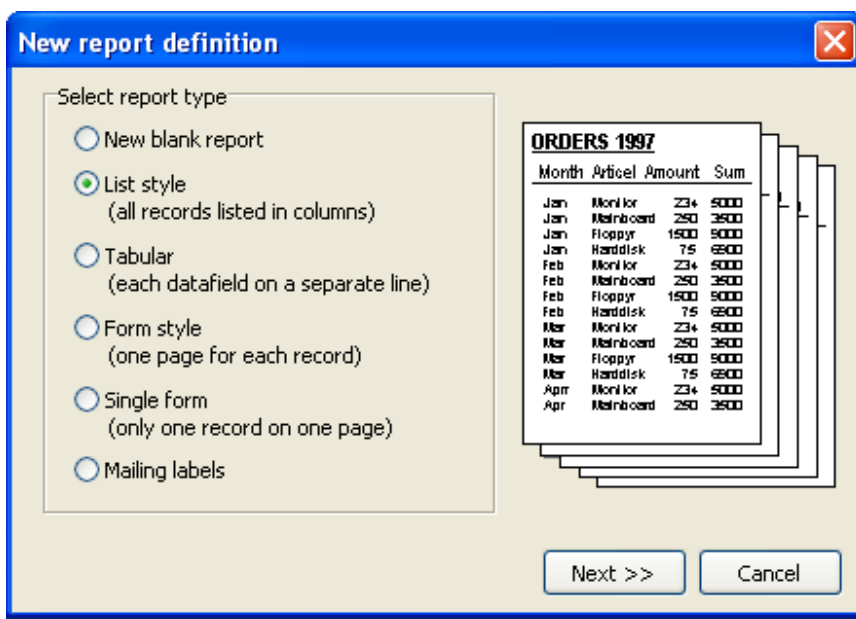 New report definition
Select report type
New blank report
List style
(all records listed in columns)
Tabular
(each datafield on a separate line)
Form style
(one page for each record)
Single form
(only one record on one page)
Mailing labels
ORDERS 1997
Month Articel Amount Sum
Jan Monitor 234 5000
Jan Mainboard 250 3500
Jan Floppyr 1500 9000
Jan Harddisk 75 6900
Feb Monitor 234 5000
Feb Mainboard 250 3500
Feb Floppyr 1500 9000
Feb Harddisk 75 6900
Mar Monitor 234 5000
Mar Mainboard 250 3500
Mar Floppyr 1500 9000
Mar Harddisk 75 6900
Aprr Monitor 234 5000
Apr Mainboard 250 3500
Next >>
Cancel